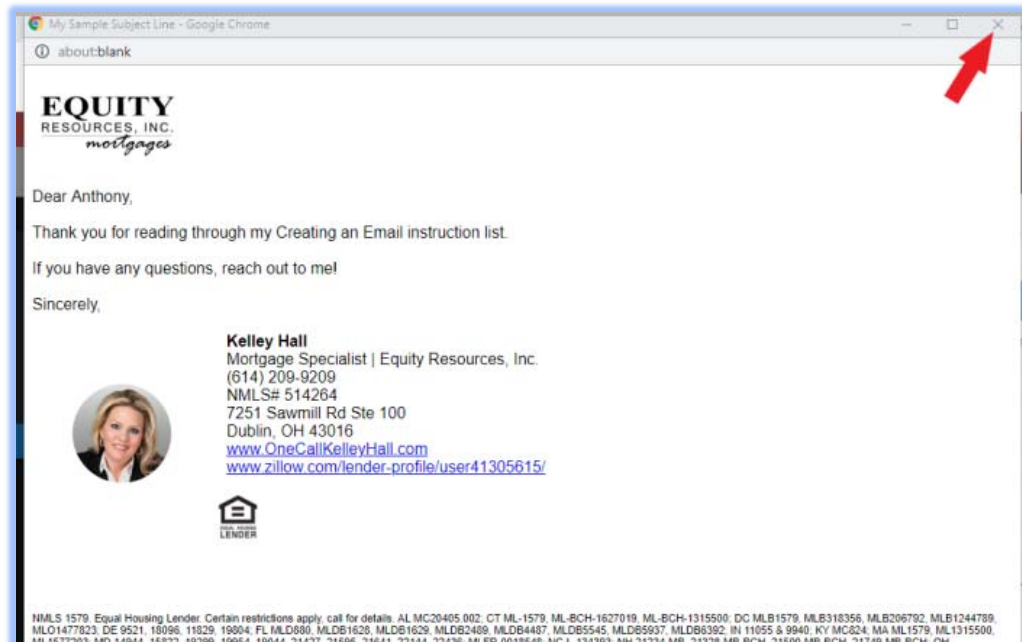 My Sample Subject Line - Google Chrome
about:blank
EQUITY
RESOURCES, INC.
mortgages
Dear Anthony,
Thank you for reading through my Creating an Email instruction list.
If you have any questions, reach out to me!
Sincerely,
Kelley Hall
Mortgage Specialist | Equity Resources, Inc.
(614) 209-9209
NMLS# 514264
7251 Sawmill Rd Ste 100
Dublin, OH 43016
www.OneCallKelleyHall.com
www.zillow.com/lender-profile/user41305615/
EQUAL HOUSING
LENDER
NMLS 1579. Equal Housing Lender. Certain restrictions apply, call for details. AL MC20405.002; CT ML-1579, ML-BCH-1627019, ML-BCH-1315500; DC MLB1579, MLB318356, MLB206792, MLB1244789,
MLO1477823; DE 9521, 18096, 11829, 19804; FL MLD880, MLDB1628, MLDB1629, MLDB2489, MLDB4487, MLDB5545, MLDB5937, MLDB6392; IN 11055 & 9940; KY MC624; MA ML1579, ML1315500,